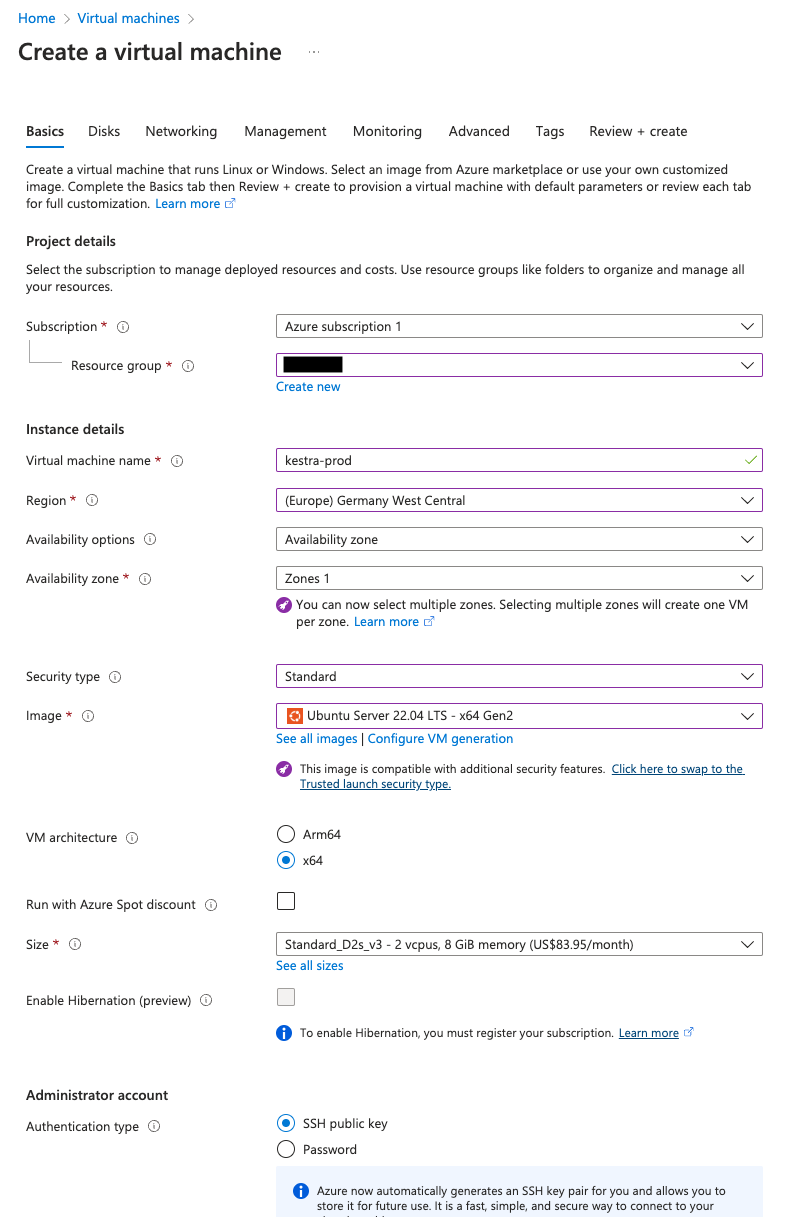 Home > Virtual machines >
Create a virtual machine ...
Basics Disks Networking Management Monitoring Advanced Tags Review + create
Create a virtual machine that runs Linux or Windows. Select an image from Azure marketplace or use your own customized
image. Complete the Basics tab then Review + create to provision a virtual machine with default parameters or review each tab
for full customization. Learn more
Project details
Select the subscription to manage deployed resources and costs. Use resource groups like folders to organize and manage all
your resources.
Subscription * Azure subscription 1
Resource group *
Create new
Instance details
Virtual machine name * kestra-prod
Region * (Europe) Germany West Central
Availability options Availability zone
Availability zone * Zones 1
You can now select multiple zones. Selecting multiple zones will create one VM
per zone. Learn more
Security type Standard
Image * Ubuntu Server 22.04 LTS - x64 Gen2
See all images | Configure VM generation
This image is compatible with additional security features. Click here to swap to the
Trusted launch security type.
VM architecture
Arm64
x64
Run with Azure Spot discount
Size * Standard_D2s_v3 - 2 vcpus, 8 GiB memory (US$83.95/month)
See all sizes
Enable Hibernation (preview)
To enable Hibernation, you must register your subscription. Learn more
Administrator account
Authentication type
SSH public key
Password
Azure now automatically generates an SSH key pair for you and allows you to
store it for future use. It is a fast, simple, and secure way to connect to your